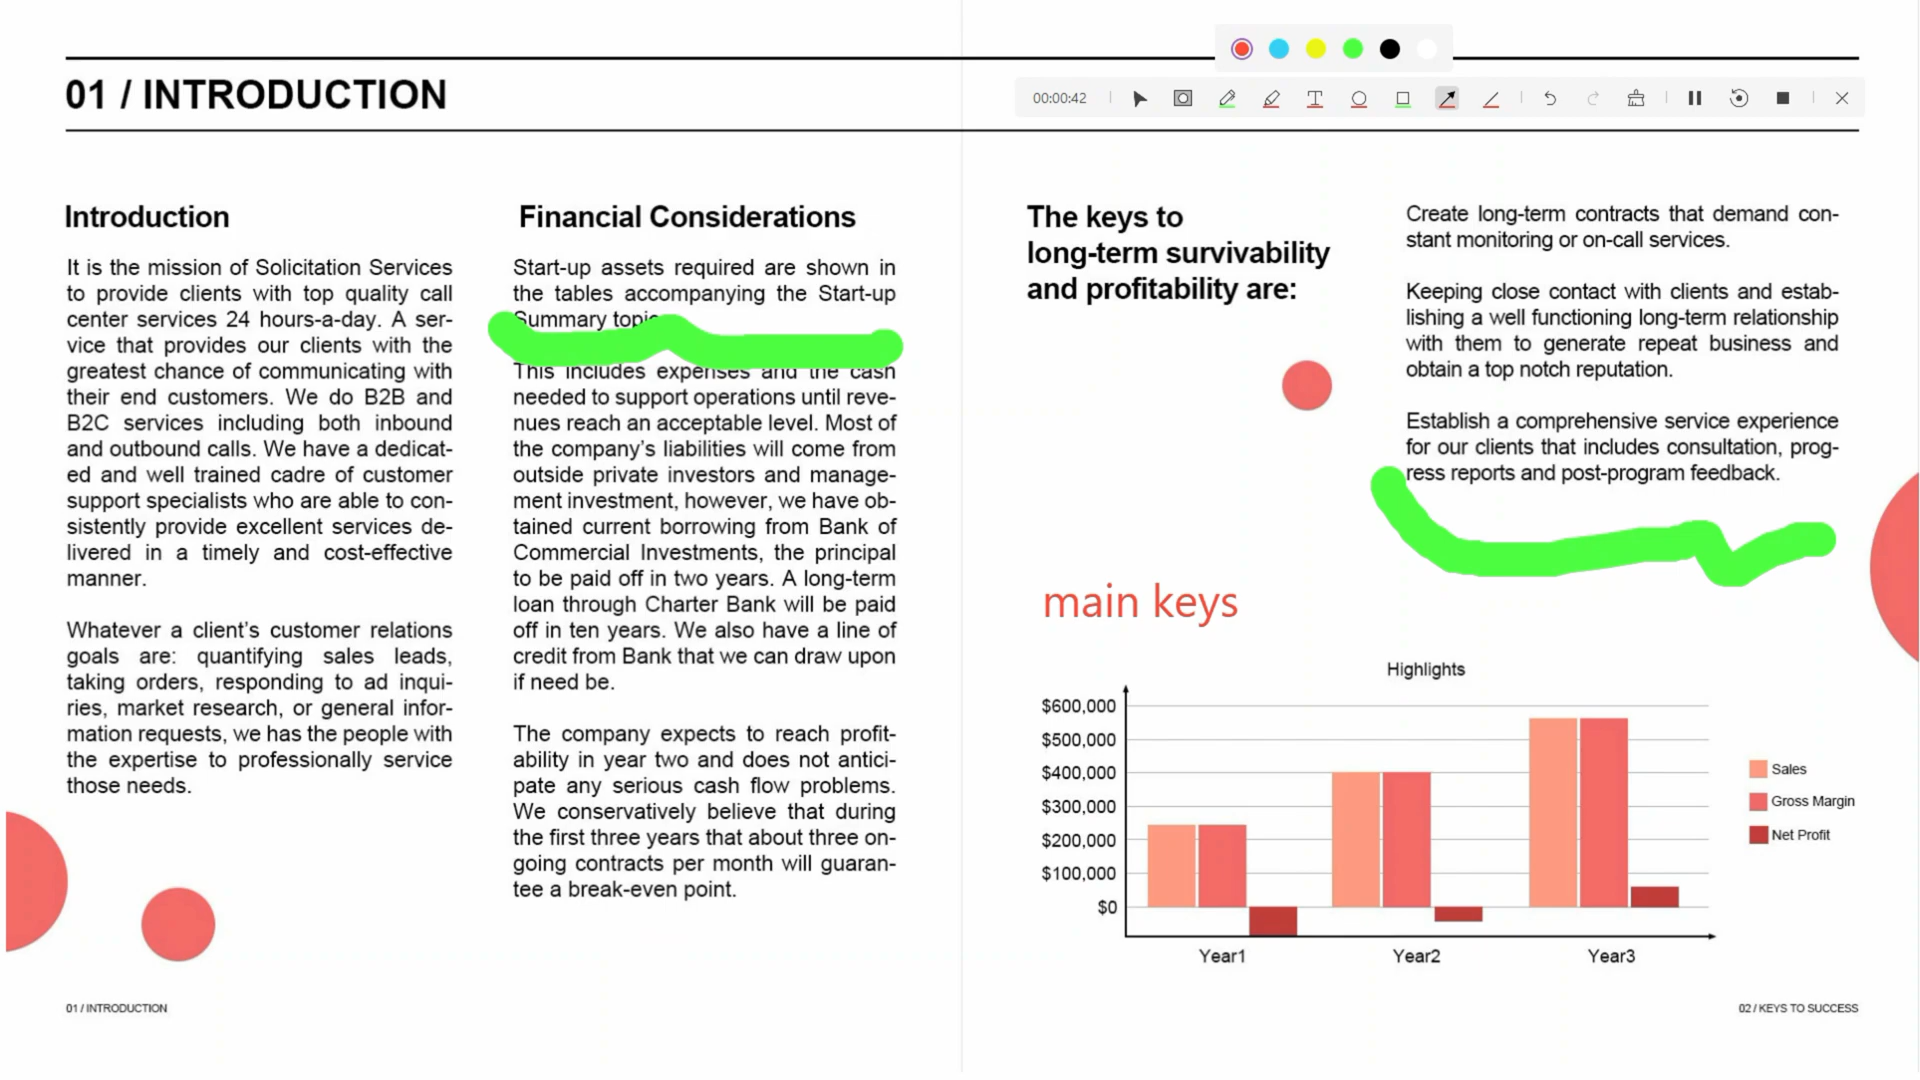 01 / INTRODUCTION
00:00:42
Introduction
It is the mission of Solicitation Services
to provide clients with top quality call
center services 24 hours-a-day. A ser-
vice that provides our clients with the
greatest chance of communicating with
their end customers. We do B2B and
B2C services including both inbound
and outbound calls. We have a dedicat-
ed and well trained cadre of customer
support specialists who are able to con-
sistently provide excellent services de-
livered in a timely and cost-effective
manner.
Whatever a client's customer relations
goals are: quantifying sales leads,
taking orders, responding to ad inqui-
ries, market research, or general infor-
mation requests, we has the people with
the expertise to professionally service
those needs.
Financial Considerations
Start-up assets required are shown in
the tables accompanying the Start-up
Summary topic
This includes expenses and the cash
needed to support operations until reve-
nues reach an acceptable level. Most of
the company's liabilities will come from
outside private investors and manage-
ment investment, however, we have ob-
tained current borrowing from Bank of
Commercial Investments, the principal
to be paid off in two years. A long-term
loan through Charter Bank will be paid
off in ten years. We also have a line of
credit from Bank that we can draw upon
if need be.
The company expects to reach profit-
ability in year two and does not antici-
pate any serious cash flow problems.
We conservatively believe that during
the first three years that about three on-
going contracts per month will guaran-
tee a break-even point.
The keys to
long-term survivability
and profitability are:
Create long-term contracts that demand con-
stant monitoring or on-call services.
Keeping close contact with clients and estab-
lishing a well functioning long-term relationship
with them to generate repeat business and
obtain a top notch reputation.
Establish a comprehensive service experience
for our clients that includes consultation, prog-
ress reports and post-program feedback.
main keys
Highlights
$600,000
$500,000
$400,000
$300,000
$200,000
$100,000
$0
Year1
Year2
Year3
Sales
Gross Margin
Net Profit
01 / INTRODUCTION
02 / KEYS TO SUCCESS